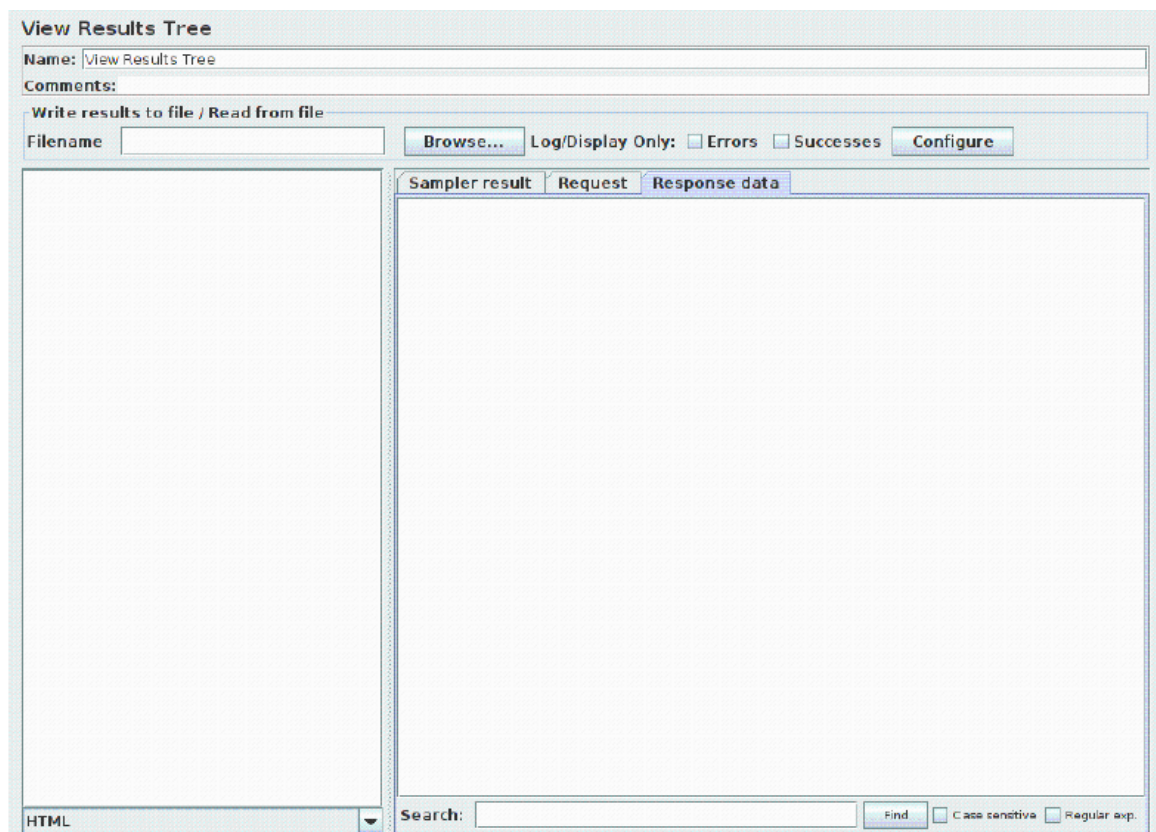 View Results Tree
Name: View Results Tree
Comments:
Write results to file / Read from file
Filename Browse... Log/Display Only: Errors Successes Configure
Sampler result Request Response data
HTML
Search: Find Case sensitive Regular exp.